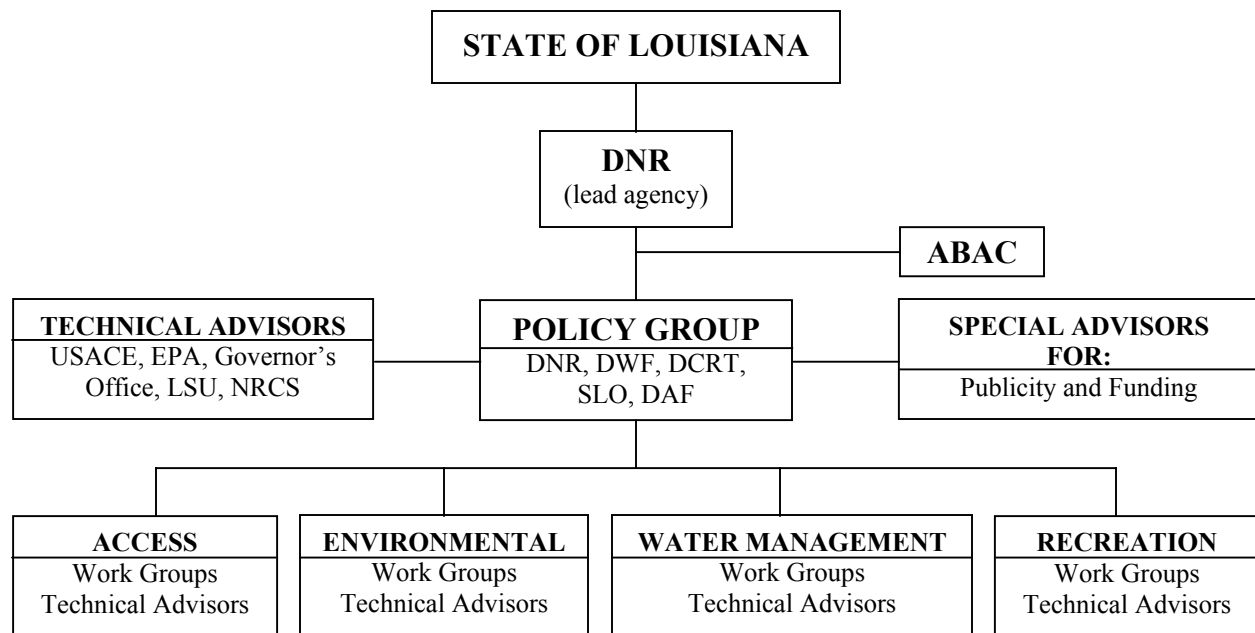 STATE OF LOUISIANA
DNR
(lead agency)
ABAC
TECHNICAL ADVISORS
USACE, EPA, Governor’s
Office, LSU, NRCS
POLICY GROUP
DNR, DWF, DCRT,
SLO, DAF
SPECIAL ADVISORS
FOR:
Publicity and Funding
ACCESS
Work Groups
Technical Advisors
ENVIRONMENTAL
Work Groups
Technical Advisors
WATER MANAGEMENT
Work Groups
Technical Advisors
RECREATION
Work Groups
Technical Advisors